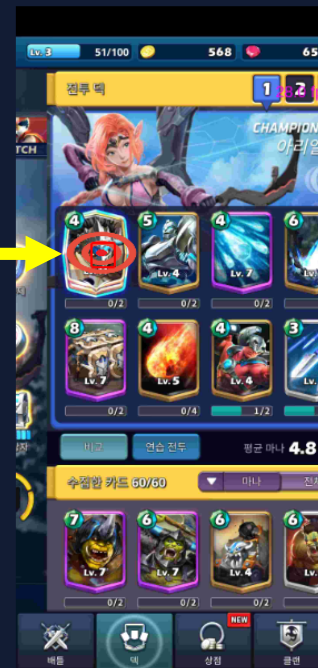 Lv. 3 51/100 568 65
전투 덱 1 2
CHAMPION
아리엘
TCH
4 5 4 6
Lv. 4 Lv. 7
0/2 0/2 0/2
8 4 4 3
Lv. 7 Lv. 5 Lv. 4 Lv.
0/2 0/4 1/2
비교 연습 전투 평균 마나 4.8
수집한 카드 60/60 마나 전체
7 6 6 6
Lv. 7 Lv. 7 Lv. 4 Lv.
0/2 0/2 0/2
NEW
배틀 덱 상점 클랜